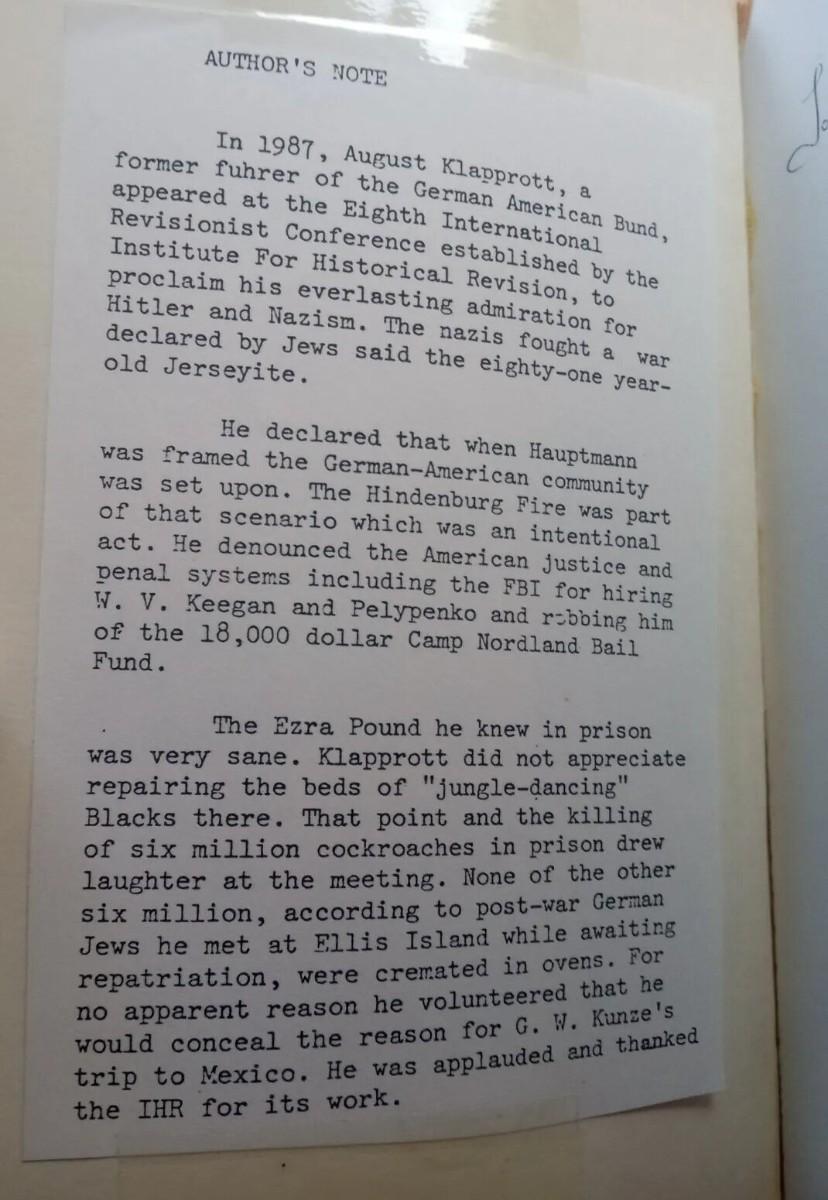 AUTHOR'S NOTE
In 1987, August Klapprott, a
former fuhrer of the German American Bund,
appeared at the Eighth International
Revisionist Conference established by the
Institute For Historical Revision, to
proclaim his everlasting admiration for
Hitler and Nazism. The nazis fought a war
declared by Jews said the eighty-one year-
old Jerseyite.
He declared that when Hauptmann
was framed the German-American community
was set upon. The Hindenburg Fire was part
of that scenario which was an intentional
act. He denounced the American justice and
penal systems including the FBI for hiring
W. V. Keegan and Pelypenko and robbing him
of the 18,000 dollar Camp Nordland Bail
Fund.
The Ezra Pound he knew in prison
was very sane. Klapprott did not appreciate
repairing the beds of "jungle-dancing"
Blacks there. That point and the killing
of six million cockroaches in prison drew
laughter at the meeting. None of the other
six million, according to post-war German
Jews he met at Ellis Island while awaiting
repatriation, were cremated in ovens. For
no apparent reason he volunteered that he
would conceal the reason for G. W. Kunze's
trip to Mexico. He was applauded and thanked
the IHR for its work.